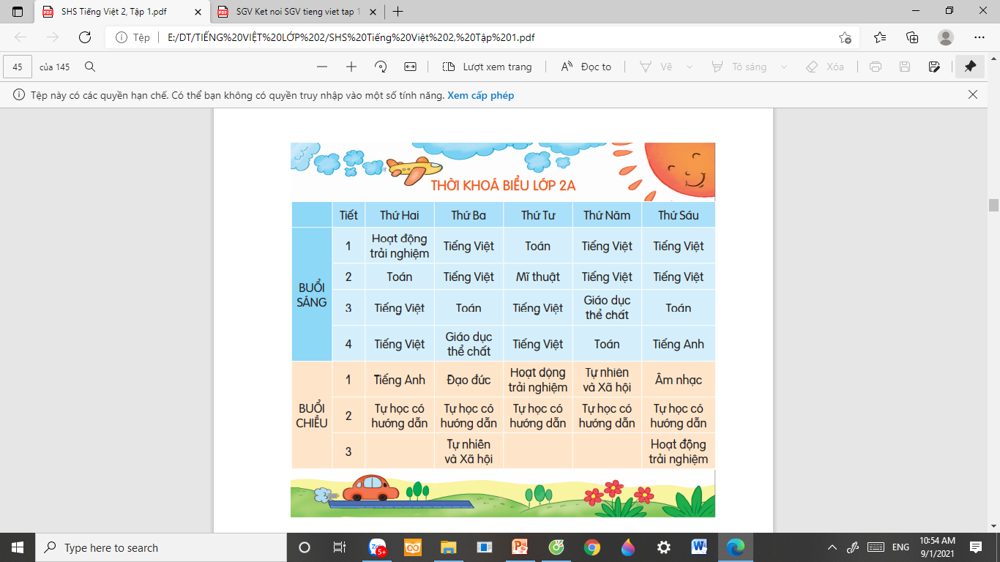 SHS Tiếng Việt 2, Tập 1.pdf
SGV Ket noi SGV tieng viet tap 1
Tệp
E:/DT/TIẾNG%20VIỆT%20LỚP%202/SHS%20Tiếng%20Việt%202,%20Tập%201.pdf
45 của 145
Lượt xem trang
Đọc to
Vẽ
Tô sáng
Xóa
Tệp này có các quyền hạn chế. Có thể bạn không có quyền truy nhập vào một số tính năng. Xem cấp phép
THỜI KHOÁ BIỂU LỚP 2A
Tiết Thứ Hai Thứ Ba Thứ Tư Thứ Năm Thứ Sáu
BUỔI
SÁNG
1 Hoạt động
trải nghiệm Tiếng Việt Toán Tiếng Việt Tiếng Việt
2 Toán Tiếng Việt Mĩ thuật Tiếng Việt Tiếng Việt
3 Tiếng Việt Toán Tiếng Việt Giáo dục
thể chất Toán
4 Tiếng Việt Giáo dục
thể chất Tiếng Việt Toán Tiếng Anh
BUỔI
CHIỀU
1 Tiếng Anh Đạo đức Hoạt động
trải nghiệm Tự nhiên
và Xã hội Âm nhạc
2 Tự học có
hướng dẫn Tự học có
hướng dẫn Tự học có
hướng dẫn Tự học có
hướng dẫn Tự học có
hướng dẫn
3 Tự nhiên
và Xã hội Hoạt động
trải nghiệm
Type here to search
5+
ENG
10:54 AM
9/1/2021